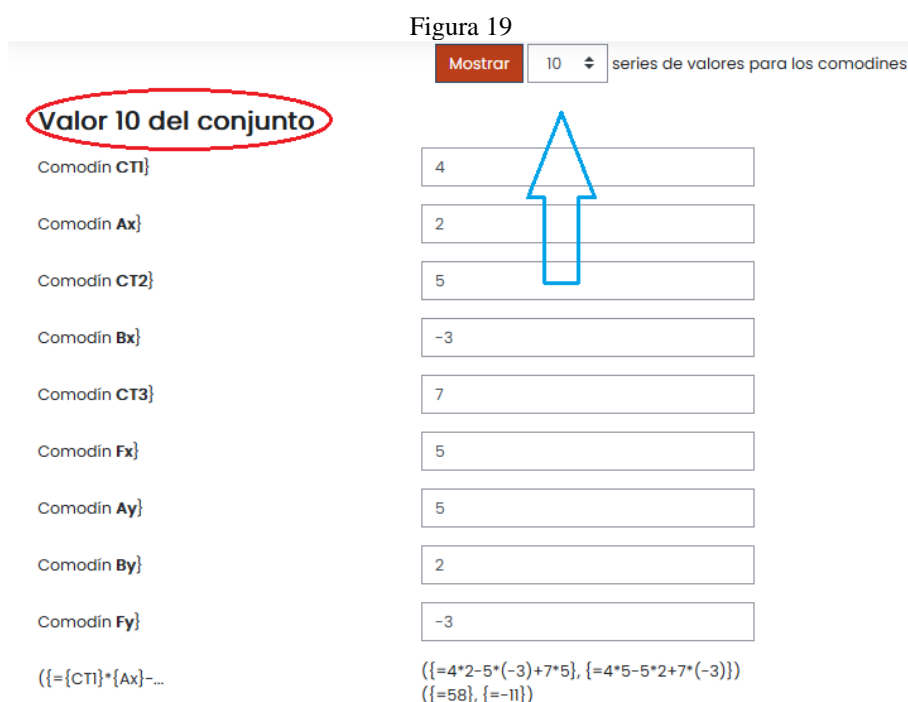 Figura 19
Mostrar 10 series de valores para los comodines
Valor 10 del conjunto
Comodín CT1} 4
Comodín Ax} 2
Comodín CT2} 5
Comodín Bx} -3
Comodín CT3} 7
Comodín Fx} 5
Comodín Ay} 5
Comodín By} 2
Comodín Fy} -3
({={CT1}*{Ax}-... ({=4*2-5*(-3)+7*5}, {=4*5-5*2+7*(-3)})
({=58}, {=-11})